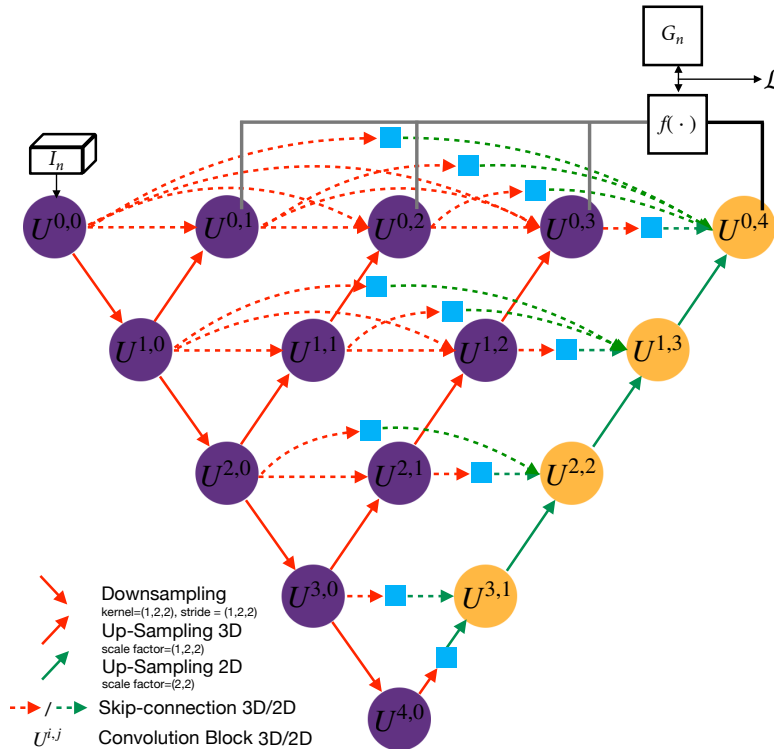 G_n
ℒ
f( · )
I_n
U^{0,0} U^{0,1} U^{0,2} U^{0,3} U^{0,4}
U^{1,0} U^{1,1} U^{1,2} U^{1,3}
U^{2,0} U^{2,1} U^{2,2}
U^{3,0} U^{3,1}
U^{4,0}
Downsampling
kernel=(1,2,2), stride = (1,2,2)
Up-Sampling 3D
scale factor=(1,2,2)
Up-Sampling 2D
scale factor=(2,2)
/ Skip-connection 3D/2D
U^{i,j} Convolution Block 3D/2D